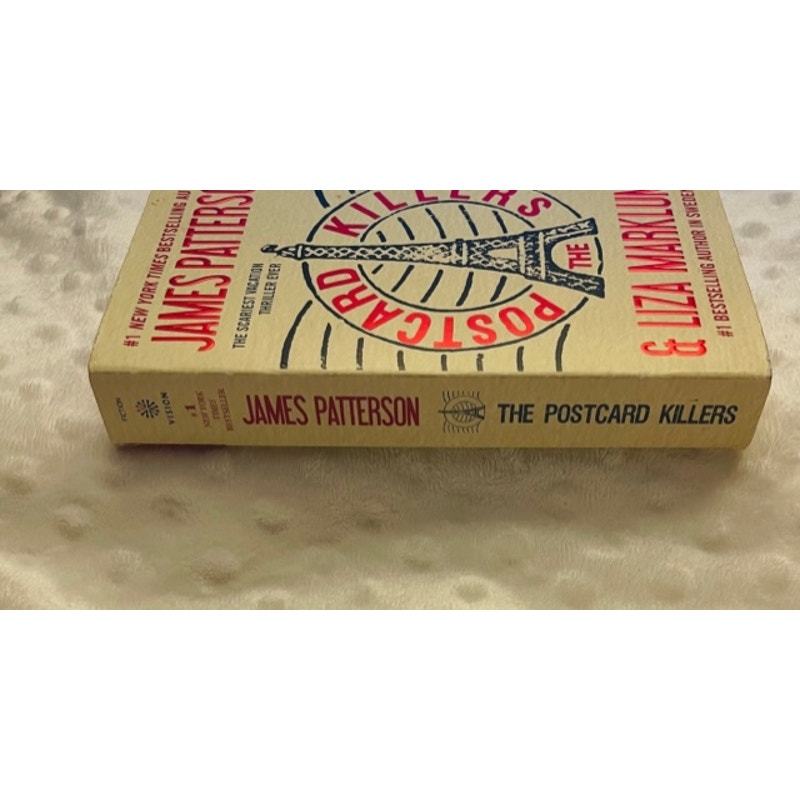 #1 NEW YORK TIMES BESTSELLING AU
JAMES PATTERSO
THE SCARIEST VACATION
THRILLER EVER
THE POSTCARD KILLERS
& LIZA MARKLUN
#1 BESTSELLING AUTHOR IN SWEDE
FICTION
VISION
#1
NEW YORK
TIMES
BESTSELLER
JAMES PATTERSON
THE POSTCARD KILLERS